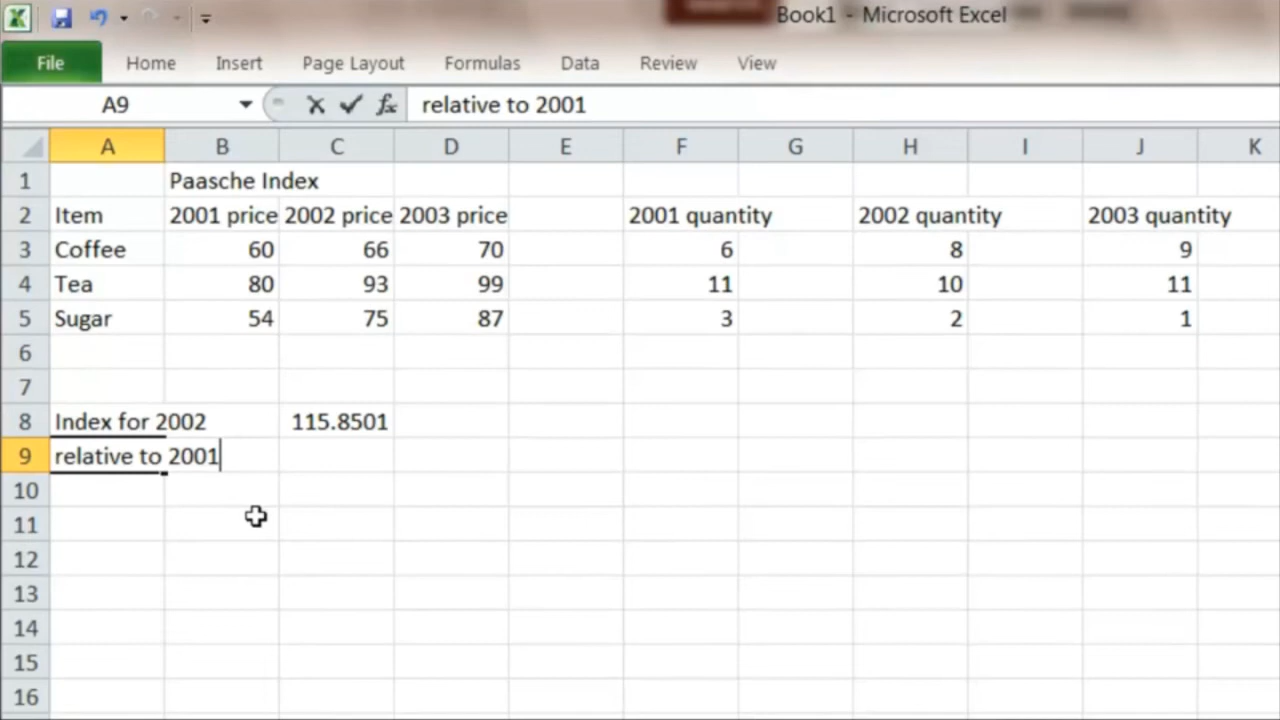 Book1 - Microsoft Excel
File Home Insert Page Layout Formulas Data Review View
A9 fx relative to 2001
A B C D E F G H I J K
1 Paasche Index
2 Item 2001 price 2002 price 2003 price 2001 quantity 2002 quantity 2003 quantity
3 Coffee 60 66 70 6 8 9
4 Tea 80 93 99 11 10 11
5 Sugar 54 75 87 3 2 1
6
7
8 Index for 2002 115.8501
9 relative to 2001
10
11
12
13
14
15
16